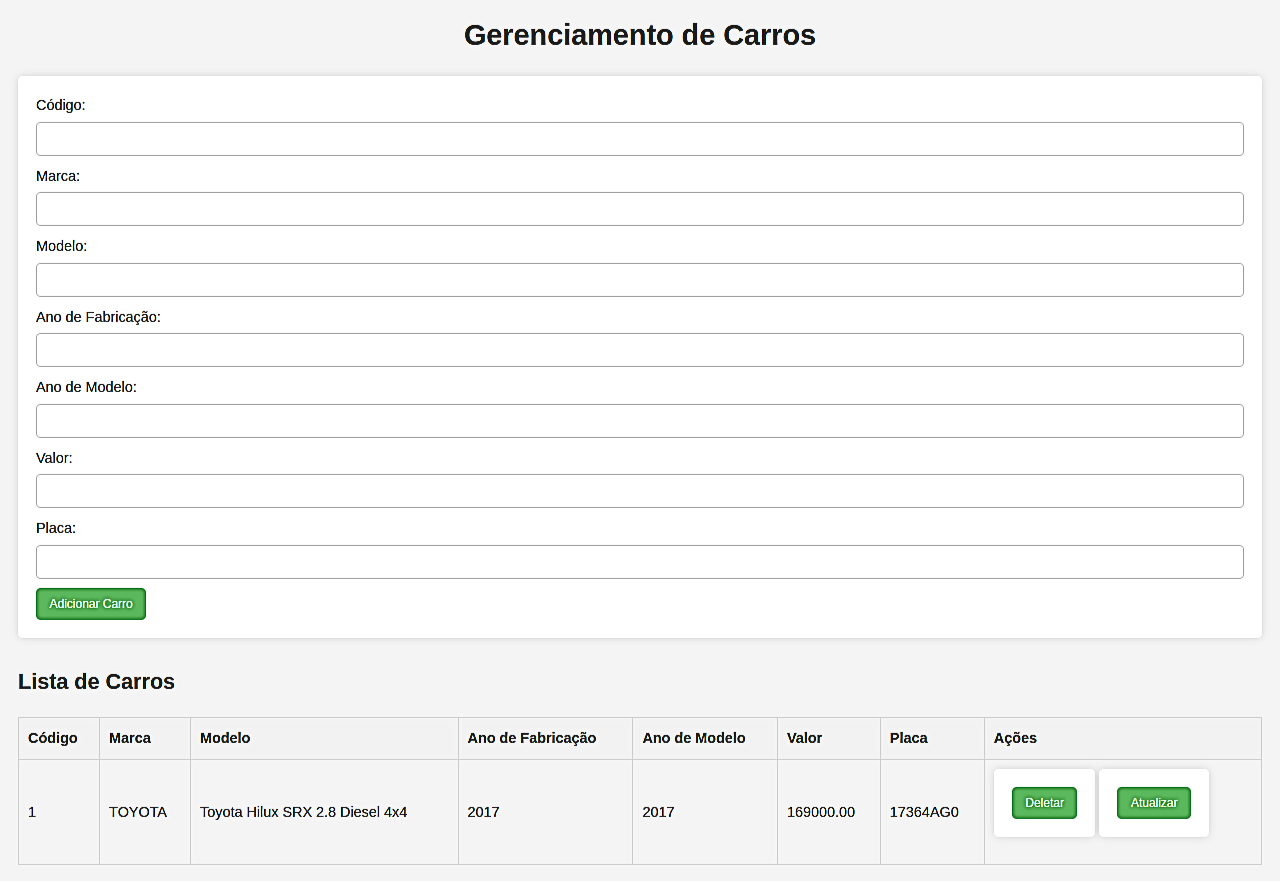 Gerenciamento de Carros
Código:
Marca:
Modelo:
Ano de Fabricação:
Ano de Modelo:
Valor:
Placa:
Adicionar Carro
Lista de Carros
Código Marca Modelo Ano de Fabricação Ano de Modelo Valor Placa Ações
1 TOYOTA Toyota Hilux SRX 2.8 Diesel 4x4 2017 2017 169000.00 17364AG0 Deletar Atualizar